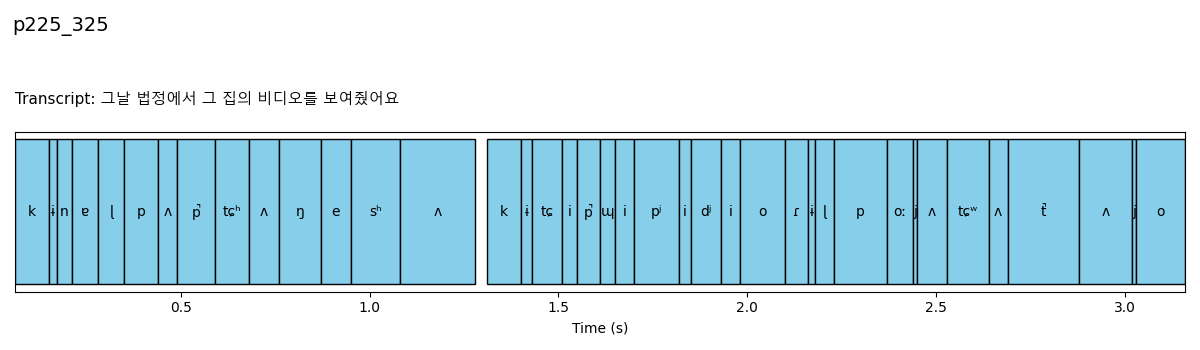 p225_325
Transcript: 그날 법정에서 그 집의 비디오를 보여줬어요
k ɨ n ɐ ɭ p ʌ p̚ tɕʰ ʌ ŋ e sʰ ʌ k ɨ tɕ i p̚ ɰ i pʲ i dʲ i o ɾ ɨ ɭ p oː j ʌ tɕʷ ʌ t̚ ʌ j o
0.5 1.0 1.5 2.0 2.5 3.0
Time (s)